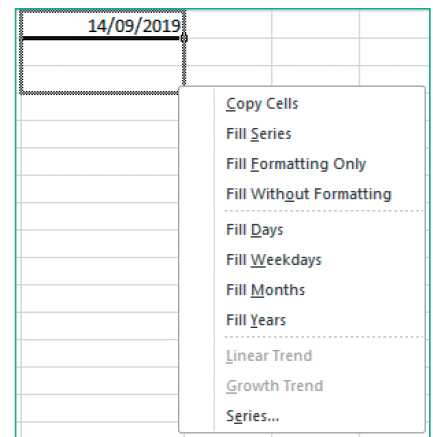 14/09/2019
Copy Cells
Fill Series
Fill Formatting Only
Fill Without Formatting
Fill Days
Fill Weekdays
Fill Months
Fill Years
Linear Trend
Growth Trend
Series...